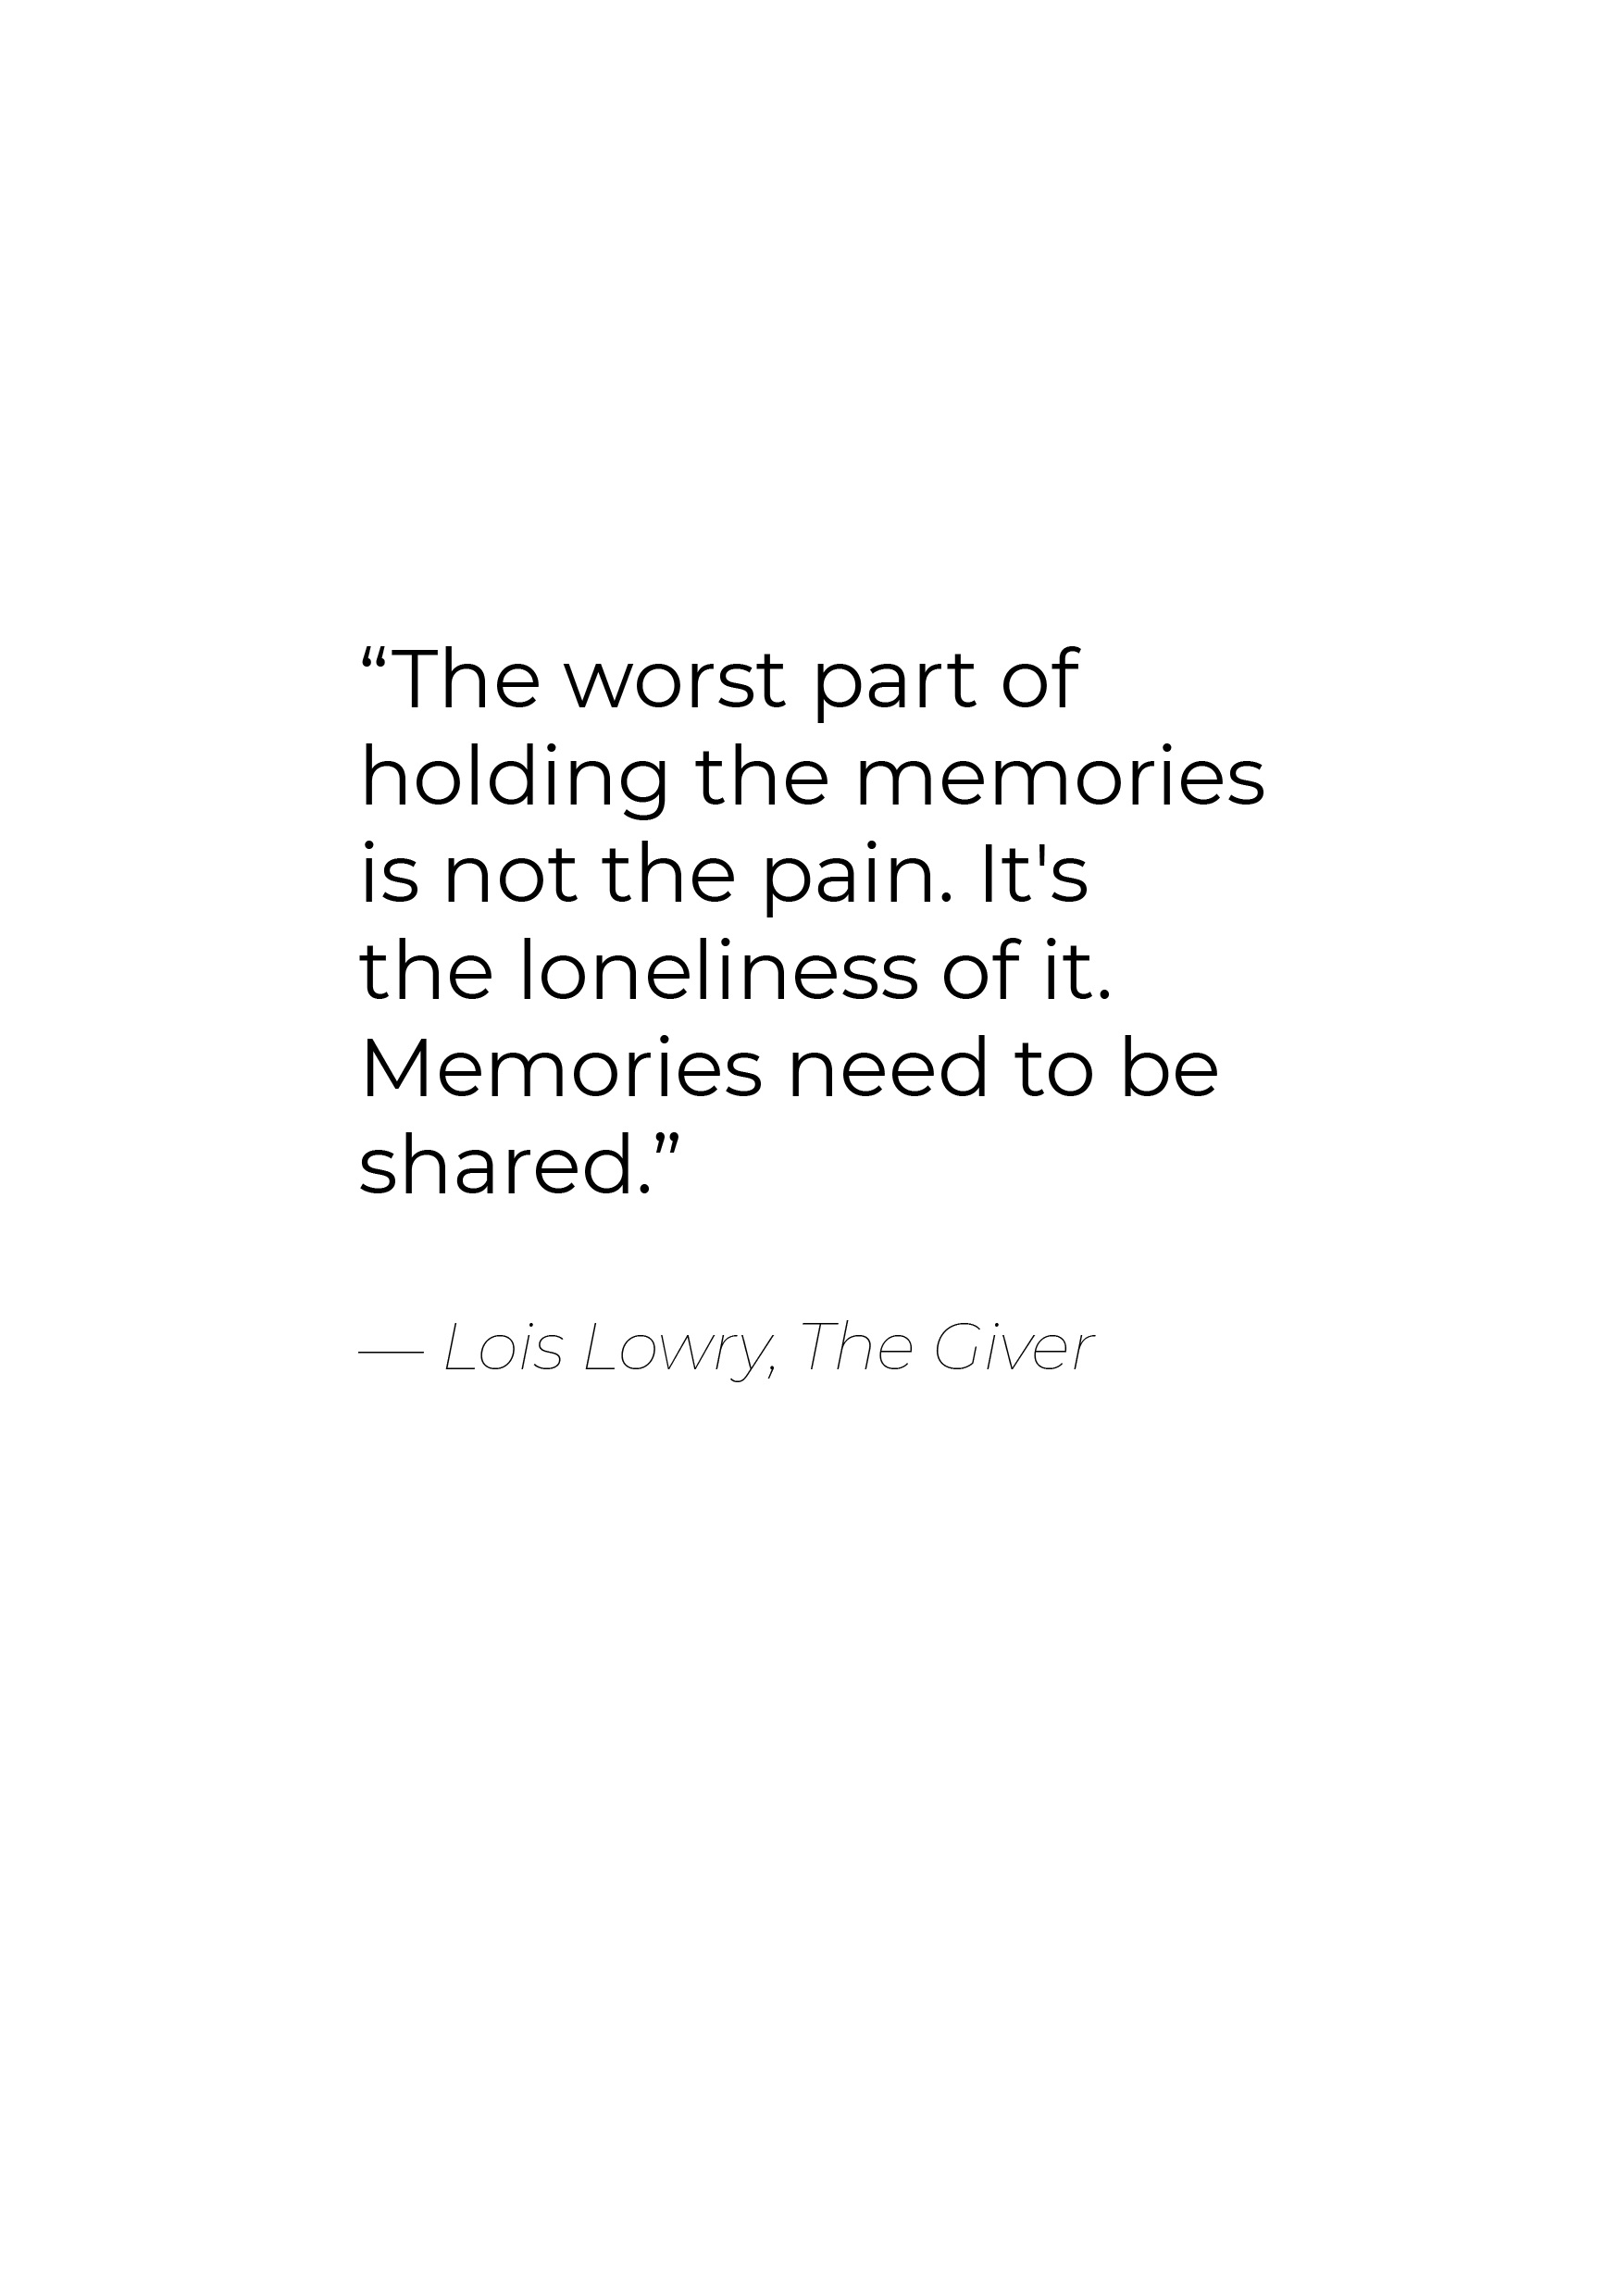 “The worst part of
holding the memories
is not the pain. It's
the loneliness of it.
Memories need to be
shared.”
— Lois Lowry, The Giver